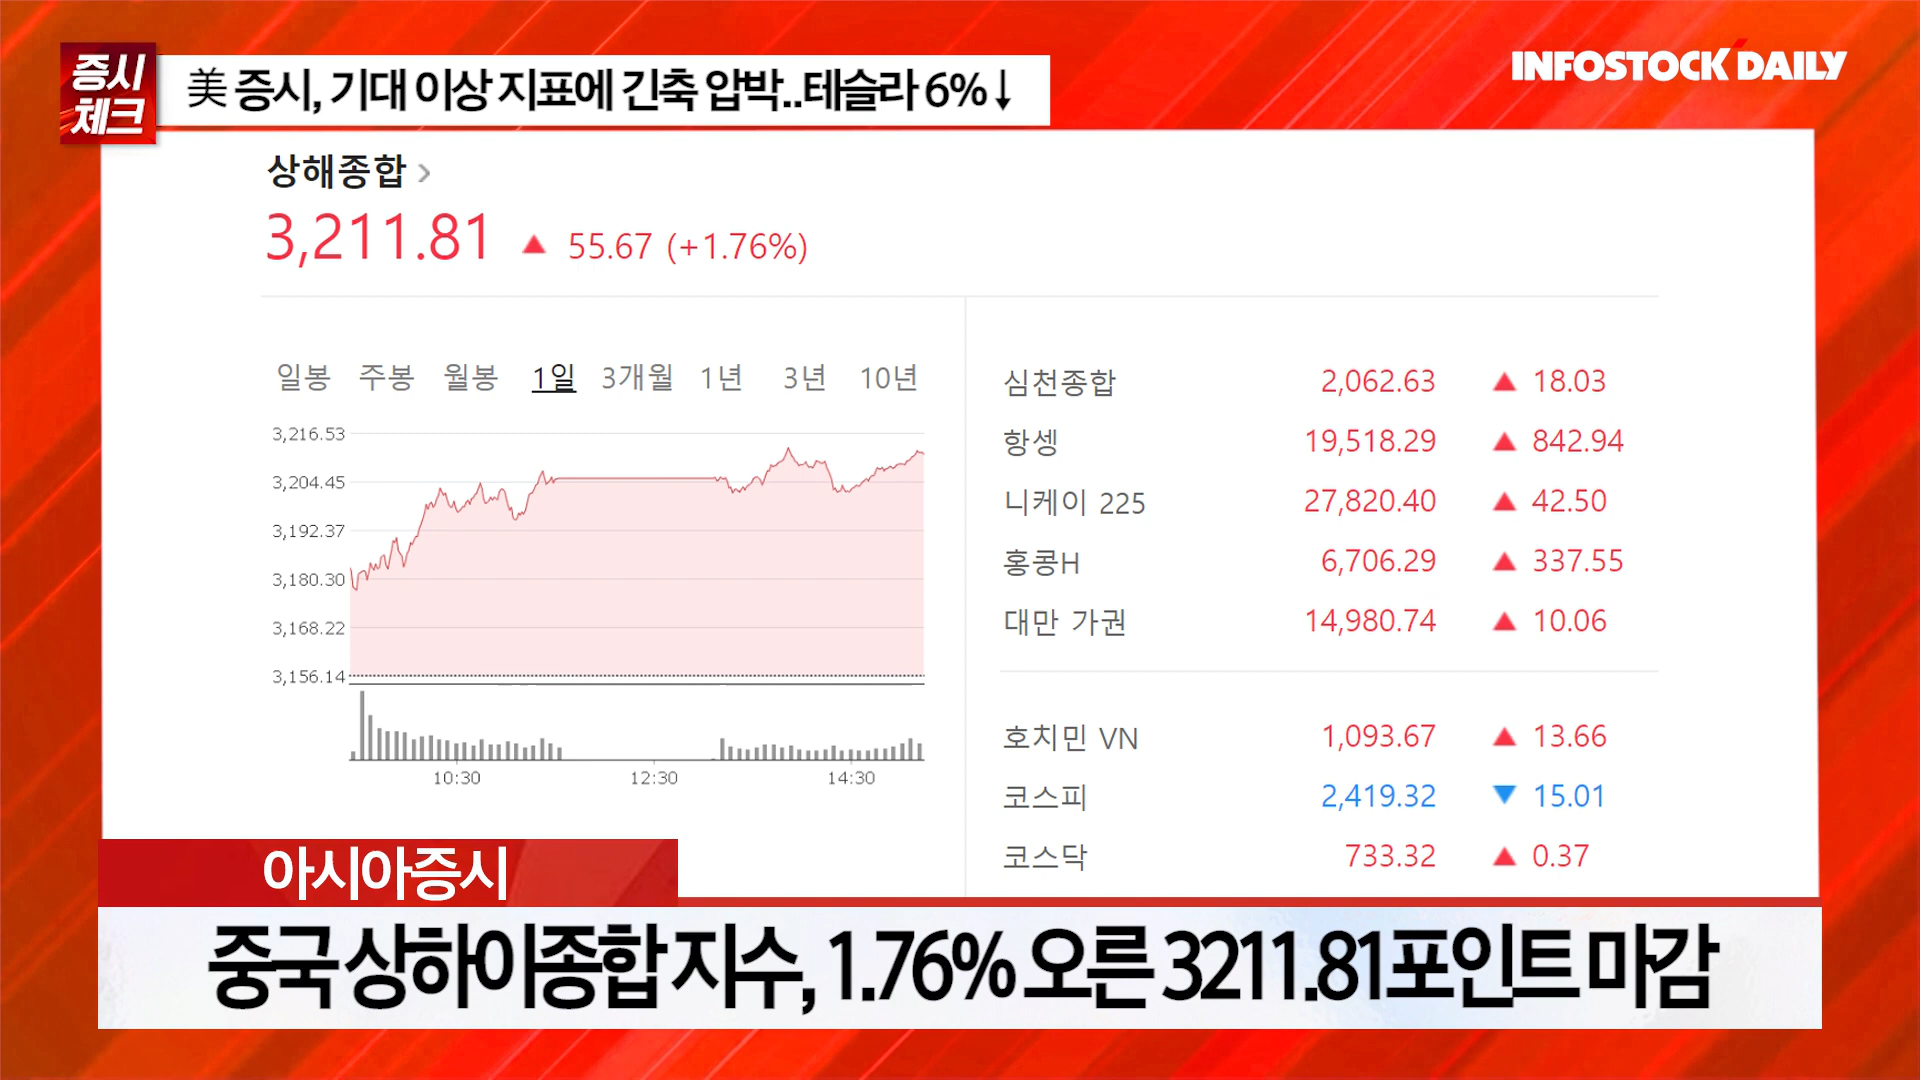 증시
체크
美 증시, 기대 이상 지표에 긴축 압박..테슬라 6%↓
INFOSTOCK DAILY
상해종합 >
3,211.81 ▲ 55.67 (+1.76%)
일봉 주봉 월봉 1일 3개월 1년 3년 10년
3,216.53
3,204.45
3,192.37
3,180.30
3,168.22
3,156.14
10:30 12:30 14:30
심천종합 2,062.63 ▲ 18.03
항셍 19,518.29 ▲ 842.94
니케이 225 27,820.40 ▲ 42.50
홍콩H 6,706.29 ▲ 337.55
대만 가권 14,980.74 ▲ 10.06
호치민 VN 1,093.67 ▲ 13.66
코스피 2,419.32 ▼ 15.01
코스닥 733.32 ▲ 0.37
아시아증시
중국 상하이종합 지수, 1.76% 오른 3211.81포인트 마감